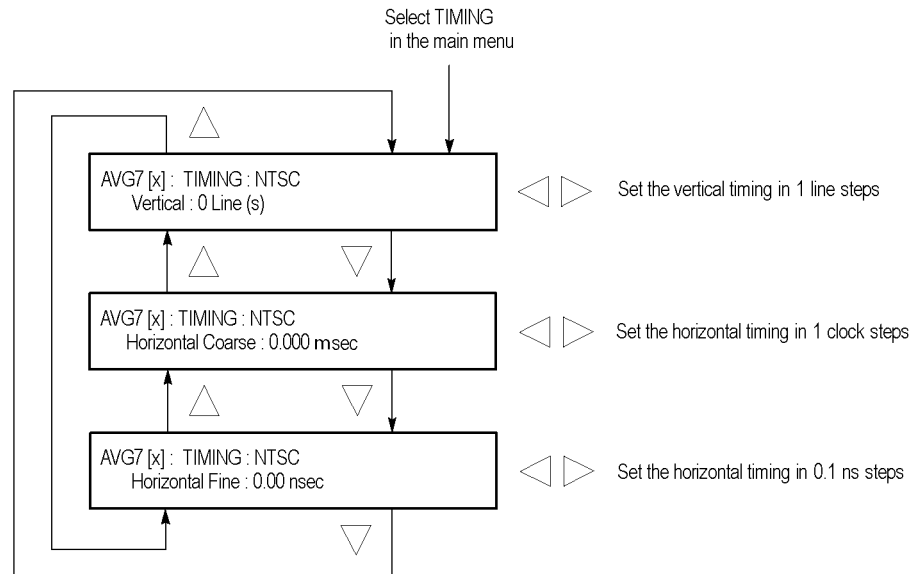 Select TIMING
in the main menu
AVG7 [x] : TIMING : NTSC
Vertical : 0 Line (s)
Set the vertical timing in 1 line steps
AVG7 [x] : TIMING : NTSC
Horizontal Coarse : 0.000 msec
Set the horizontal timing in 1 clock steps
AVG7 [x] : TIMING : NTSC
Horizontal Fine : 0.00 nsec
Set the horizontal timing in 0.1 ns steps